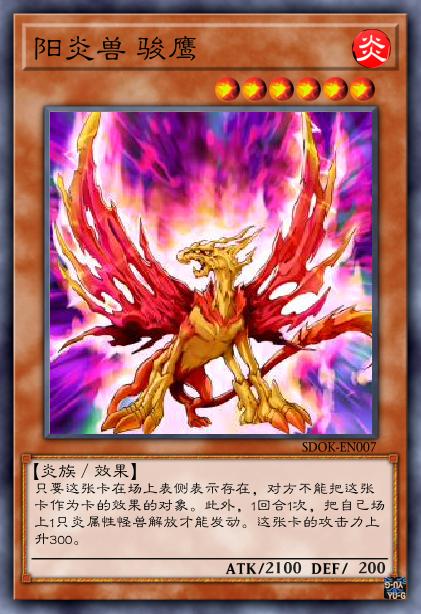 阳炎兽 骏鹰
炎
SDOK-EN007
【炎族／效果】
只要这张卡在场上表侧表示存在，对方不能把这张
卡作为卡的效果的对象。此外，1回合1次，把自己场
上1只炎属性怪兽解放才能发动。这张卡的攻击力上
升300。
ATK/2100 DEF/ 200